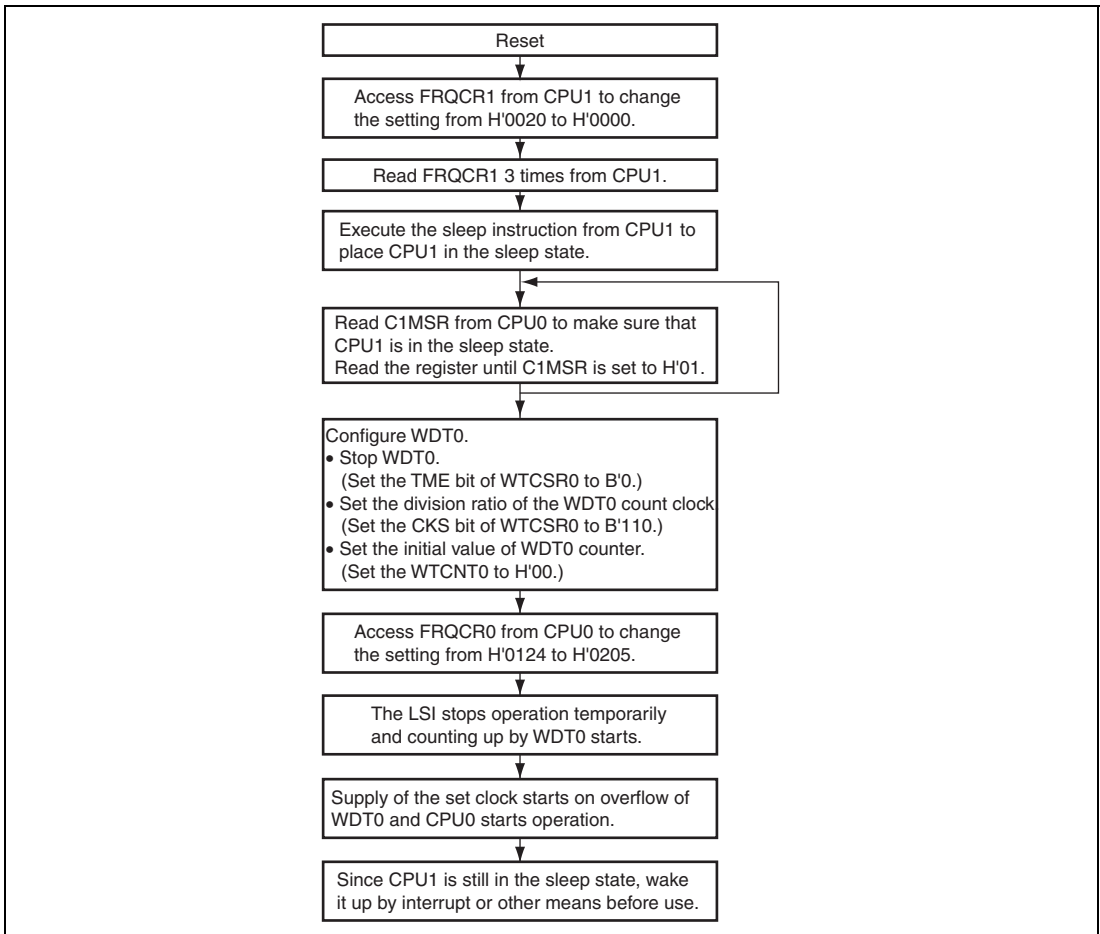 Reset
Access FRQCR1 from CPU1 to change
the setting from H'0020 to H'0000.
Read FRQCR1 3 times from CPU1.
Execute the sleep instruction from CPU1 to
place CPU1 in the sleep state.
Read C1MSR from CPU0 to make sure that
CPU1 is in the sleep state.
Read the register until C1MSR is set to H'01.
Configure WDT0.
• Stop WDT0.
(Set the TME bit of WTCSR0 to B'0.)
• Set the division ratio of the WDT0 count clock
(Set the CKS bit of WTCSR0 to B'110.)
• Set the initial value of WDT0 counter.
(Set the WTCNT0 to H'00.)
Access FRQCR0 from CPU0 to change
the setting from H'0124 to H'0205.
The LSI stops operation temporarily
and counting up by WDT0 starts.
Supply of the set clock starts on overflow of
WDT0 and CPU0 starts operation.
Since CPU1 is still in the sleep state, wake
it up by interrupt or other means before use.